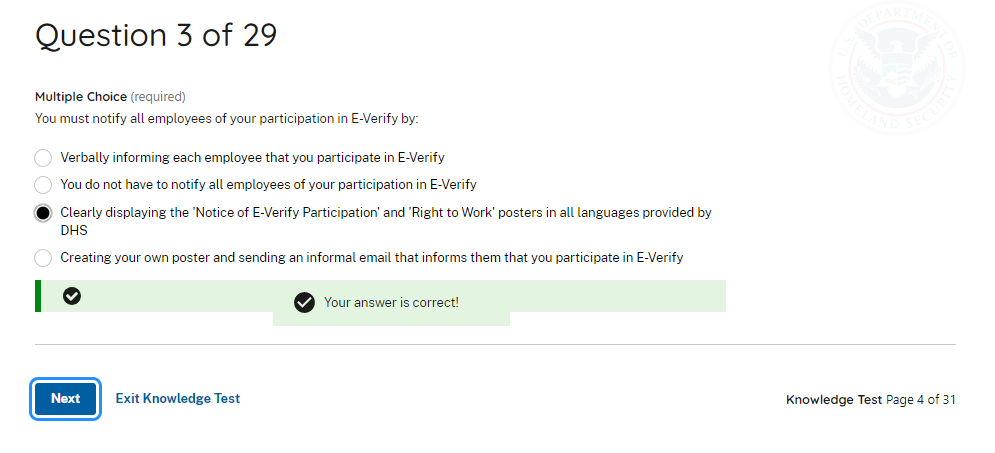 Question 3 of 29
U.S. DEPARTMENT OF
HOMELAND SECURITY
Multiple Choice (required)
You must notify all employees of your participation in E-Verify by:
Verbally informing each employee that you participate in E-Verify
You do not have to notify all employees of your participation in E-Verify
Clearly displaying the 'Notice of E-Verify Participation' and 'Right to Work' posters in all languages provided by
DHS
Creating your own poster and sending an informal email that informs them that you participate in E-Verify
Your answer is correct!
Next
Exit Knowledge Test
Knowledge Test Page 4 of 31